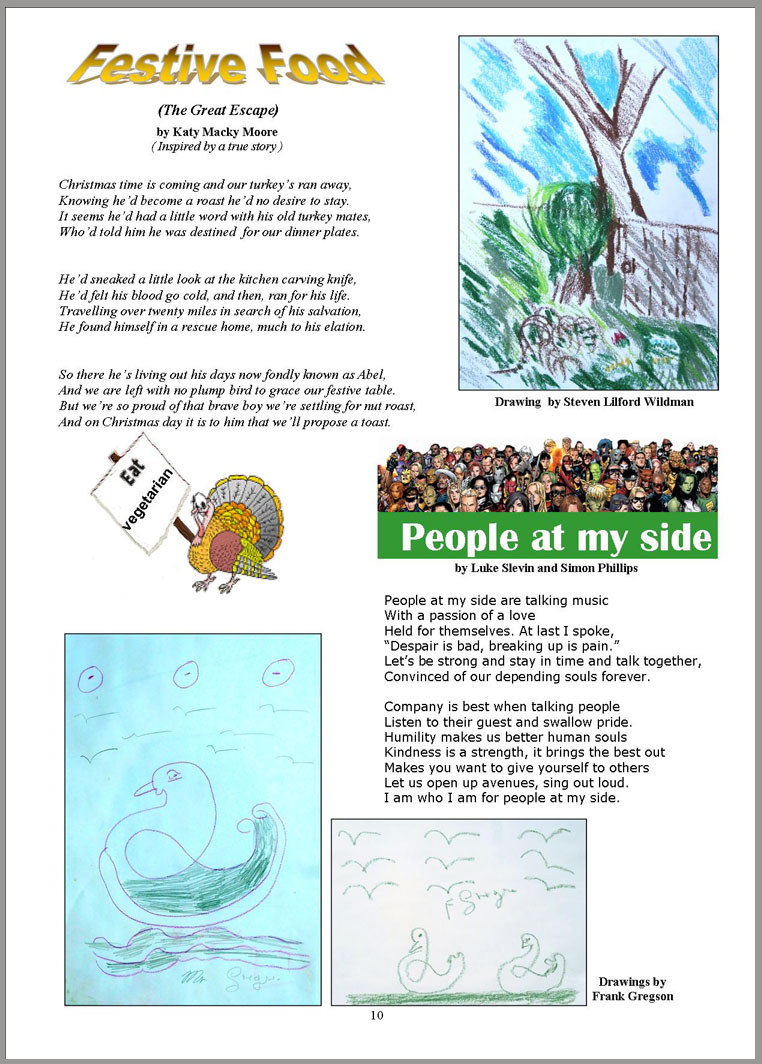 Festive Food
(The Great Escape)
by Katy Macky Moore
( Inspired by a true story )
Christmas time is coming and our turkey's ran away,
Knowing he'd become a roast he'd no desire to stay.
It seems he'd had a little word with his old turkey mates,
Who'd told him he was destined for our dinner plates.
He'd sneaked a little look at the kitchen carving knife,
He'd felt his blood go cold, and then, ran for his life.
Travelling over twenty miles in search of his salvation,
He found himself in a rescue home, much to his elation.
So there he's living out his days now fondly known as Abel,
And we are left with no plump bird to grace our festive table.
But we're so proud of that brave boy we're settling for nut roast,
And on Christmas day it is to him that we'll propose a toast.
Eat
vegetarian
Drawing by Steven Lilford Wildman
People at my side
by Luke Slevin and Simon Phillips
People at my side are talking music
With a passion of a love
Held for themselves. At last I spoke,
“Despair is bad, breaking up is pain.”
Let's be strong and stay in time and talk together,
Convinced of our depending souls forever.
Company is best when talking people
Listen to their guest and swallow pride.
Humility makes us better human souls
Kindness is a strength, it brings the best out
Makes you want to give yourself to others
Let us open up avenues, sing out loud.
I am who I am for people at my side.
Drawings by
Frank Gregson
10